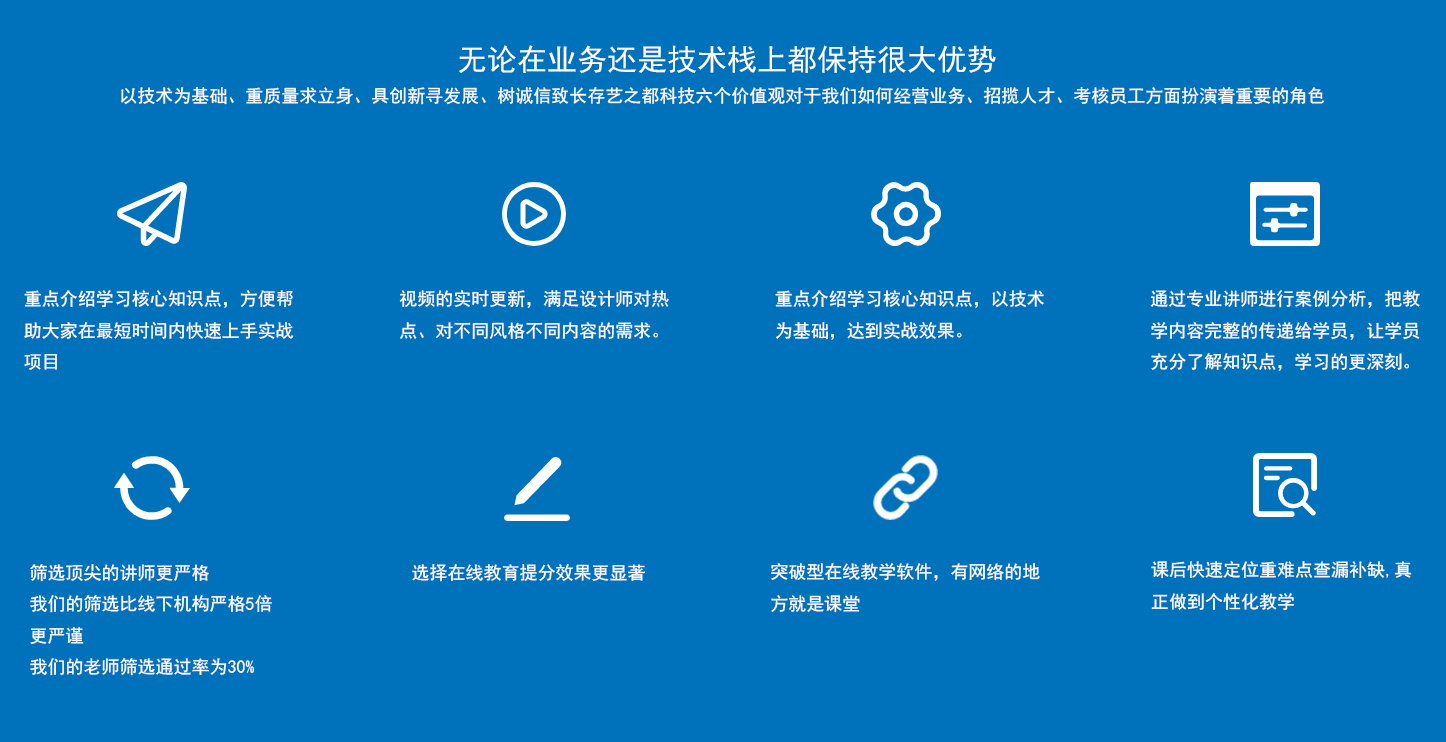 无论在业务还是技术栈上都保持很大优势
以技术为基础、重质量求立身、具创新寻发展、树诚信致长存艺之都科技六个价值观对于我们如何经营业务、招揽人才、考核员工方面扮演着重要的角色
重点介绍学习核心知识点，方便帮
助大家在最短时间内快速上手实战
项目
视频的实时更新，满足设计师对热
点、对不同风格不同内容的需求。
重点介绍学习核心知识点，以技术
为基础，达到实战效果。
通过专业讲师进行案例分析，把教
学内容完整的传递给学员，让学员
充分了解知识点，学习的更深刻。
筛选顶尖的讲师更严格
我们的筛选比线下机构严格5倍
更严谨
我们的老师筛选通过率为30%
选择在线教育提分效果更显著
突破型在线教学软件，有网络的地
方就是课堂
课后快速定位重难点查漏补缺,真
正做到个性化教学